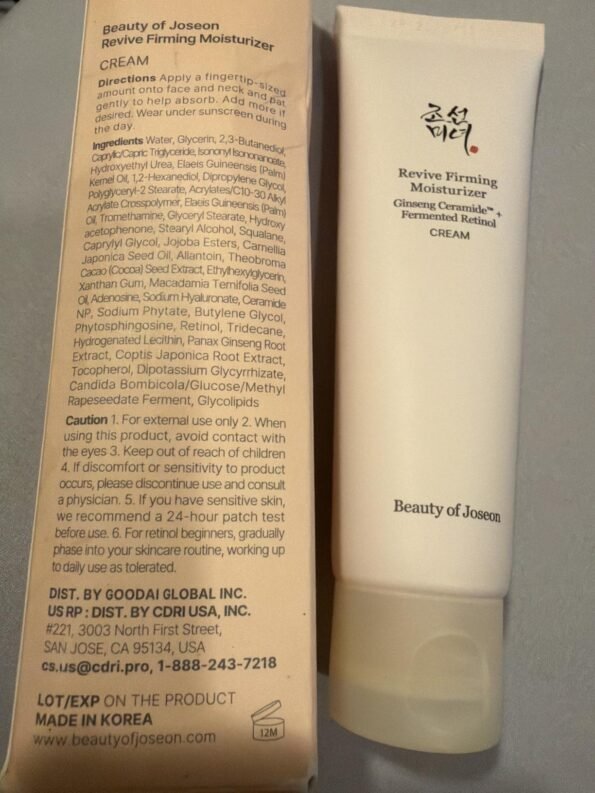 Beauty of Joseon
Revive Firming Moisturizer
CREAM
Directions Apply a fingertip-sized
amount onto face and neck and pat
gently to help absorb. Add more if
desired. Wear under sunscreen during
the day.
Ingredients Water, Glycerin, 2,3-Butanediol,
Caprylic/Capric Triglyceride, Isononyl Isononanoate,
Hydroxyethyl Urea, Elaeis Guineensis (Palm)
Kernel Oil, 1,2-Hexanediol, Dipropylene Glycol,
Polyglyceryl-2 Stearate, Acrylates/C10-30 Alkyl
Acrylate Crosspolymer, Elaeis Guineensis (Palm)
Oil, Tromethamine, Glyceryl Stearate, Hydroxy
acetophenone, Stearyl Alcohol, Squalane,
Caprylyl Glycol, Jojoba Esters, Camellia
Japonica Seed Oil, Allantoin, Theobroma
Cacao (Cocoa) Seed Extract, Ethylhexylglycerin,
Xanthan Gum, Macadamia Ternifolia Seed
Oil, Adenosine, Sodium Hyaluronate, Ceramide
NP, Sodium Phytate, Butylene Glycol,
Phytosphingosine, Retinol, Tridecane,
Hydrogenated Lecithin, Panax Ginseng Root
Extract, Coptis Japonica Root Extract,
Tocopherol, Dipotassium Glycyrrhizate,
Candida Bombicola/Glucose/Methyl
Rapeseedate Ferment, Glycolipids
Caution 1. For external use only 2. When
using this product, avoid contact with
the eyes 3. Keep out of reach of children
4. If discomfort or sensitivity to product
occurs, please discontinue use and consult
a physician. 5. If you have sensitive skin,
we recommend a 24-hour patch test
before use. 6. For retinol beginners, gradually
phase into your skincare routine, working up
to daily use as tolerated.
DIST. BY GOODAI GLOBAL INC.
US RP : DIST. BY CDRI USA, INC.
#221, 3003 North First Street,
SAN JOSE, CA 95134, USA
cs.us@cdri.pro, 1-888-243-7218
LOT/EXP ON THE PRODUCT
MADE IN KOREA
www.beautyofjoseon.com
12M
조선
미녀
Revive Firming
Moisturizer
Ginseng Ceramide™ +
Fermented Retinol
CREAM
Beauty of Joseon